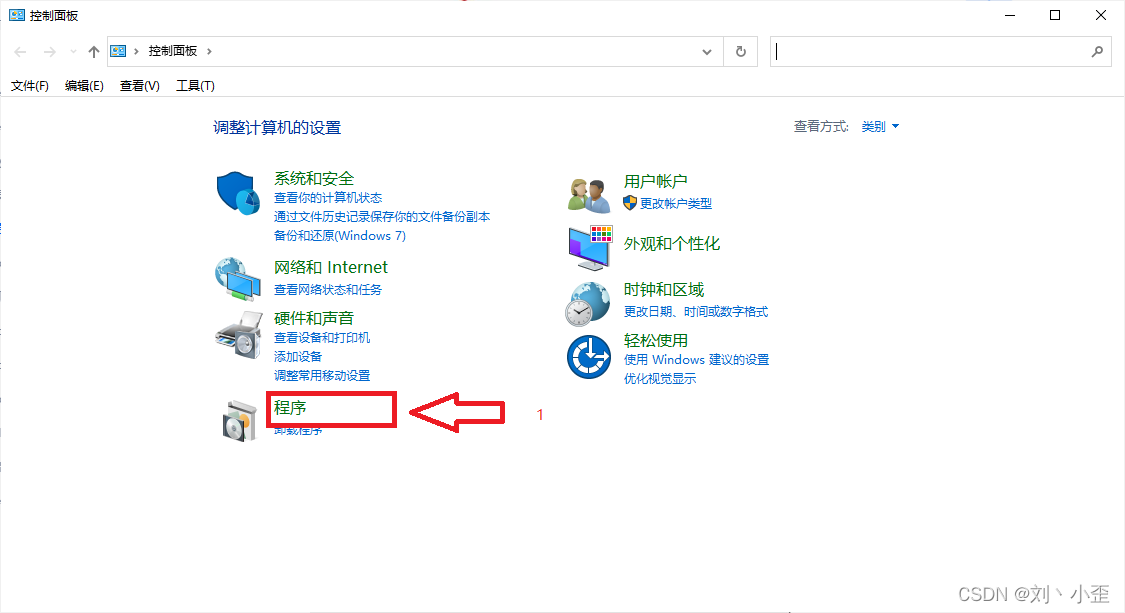 控制面板
控制面板
文件(F) 编辑(E) 查看(V) 工具(T)
调整计算机的设置
查看方式: 类别
系统和安全
查看你的计算机状态
通过文件历史记录保存你的文件备份副本
备份和还原(Windows 7)
网络和 Internet
查看网络状态和任务
硬件和声音
查看设备和打印机
添加设备
调整常用移动设置
程序
卸载程序
1
用户帐户
更改帐户类型
外观和个性化
时钟和区域
更改日期、时间或数字格式
轻松使用
使用 Windows 建议的设置
优化视觉显示
CSDN @刘丶小歪